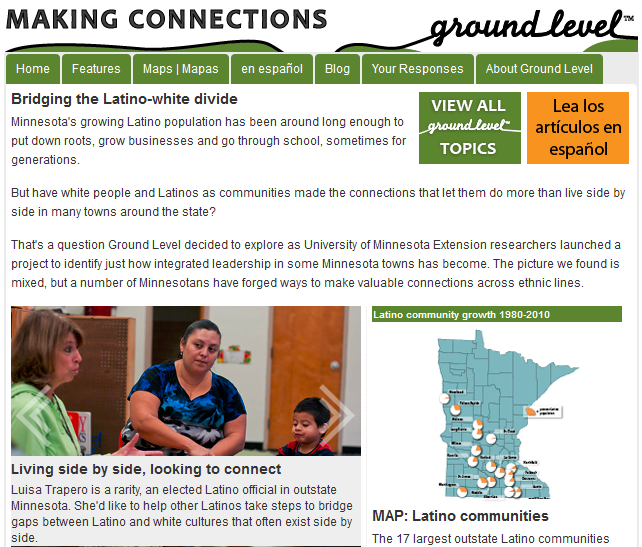 MAKING CONNECTIONS
ground level™
Home
Features
Maps | Mapas
en español
Blog
Your Responses
About Ground Level
Bridging the Latino-white divide
Minnesota's growing Latino population has been around long enough to
put down roots, grow businesses and go through school, sometimes for
generations.
VIEW ALL
ground level™
TOPICS
Lea los
artículos en
español
But have white people and Latinos as communities made the connections that let them do more than live side by
side in many towns around the state?
That's a question Ground Level decided to explore as University of Minnesota Extension researchers launched a
project to identify just how integrated leadership in some Minnesota towns has become. The picture we found is
mixed, but a number of Minnesotans have forged ways to make valuable connections across ethnic lines.
Living side by side, looking to connect
Luisa Trapero is a rarity, an elected Latino official in outstate
Minnesota. She'd like to help other Latinos take steps to bridge
gaps between Latino and white cultures that often exist side by
side.
Latino community growth 1980-2010
MAP: Latino communities
The 17 largest outstate Latino communities